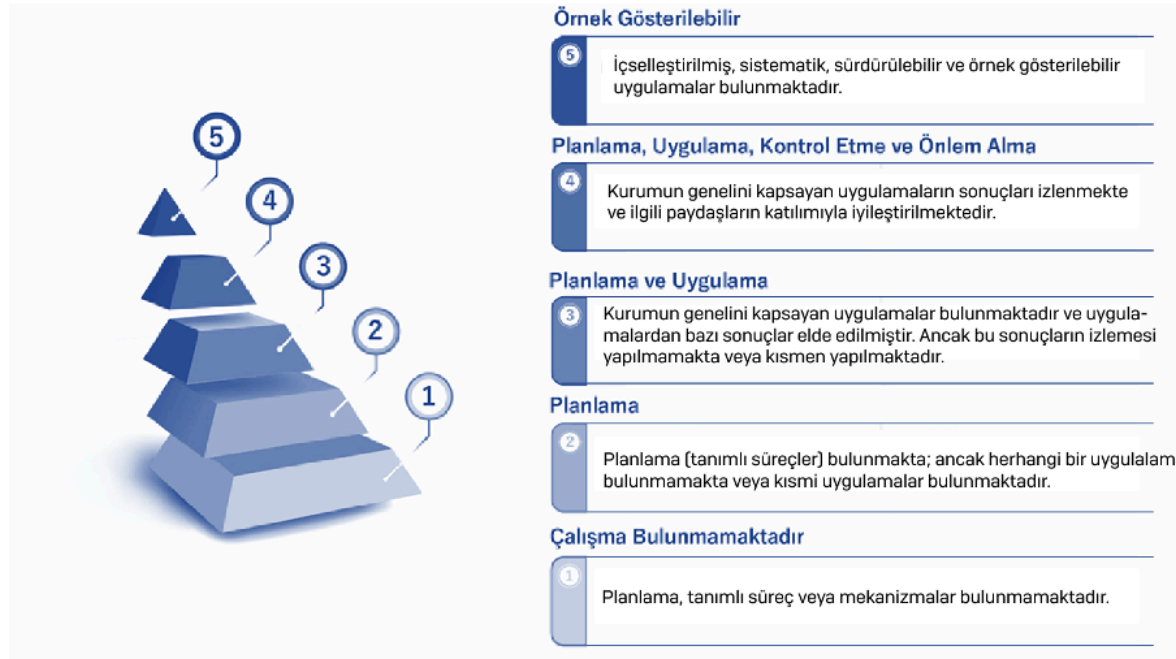 Örnek Gösterilebilir
5
İçselleştirilmiş, sistematik, sürdürülebilir ve örnek gösterilebilir
uygulamalar bulunmaktadır.
Planlama, Uygulama, Kontrol Etme ve Önlem Alma
4
Kurumun genelini kapsayan uygulamaların sonuçları izlenmekte
ve ilgili paydaşların katılımıyla iyileştirilmektedir.
Planlama ve Uygulama
3
Kurumun genelini kapsayan uygulamalar bulunmaktadır ve uygula-
malardan bazı sonuçlar elde edilmiştir. Ancak bu sonuçların izlemesi
yapılmamakta veya kısmen yapılmaktadır.
Planlama
2
Planlama (tanımlı süreçler) bulunmakta; ancak herhangi bir uygulalam
bulunmamakta veya kısmi uygulamalar bulunmaktadır.
Çalışma Bulunmamaktadır
1
Planlama, tanımlı süreç veya mekanizmalar bulunmamaktadır.
5
4
3
2
1